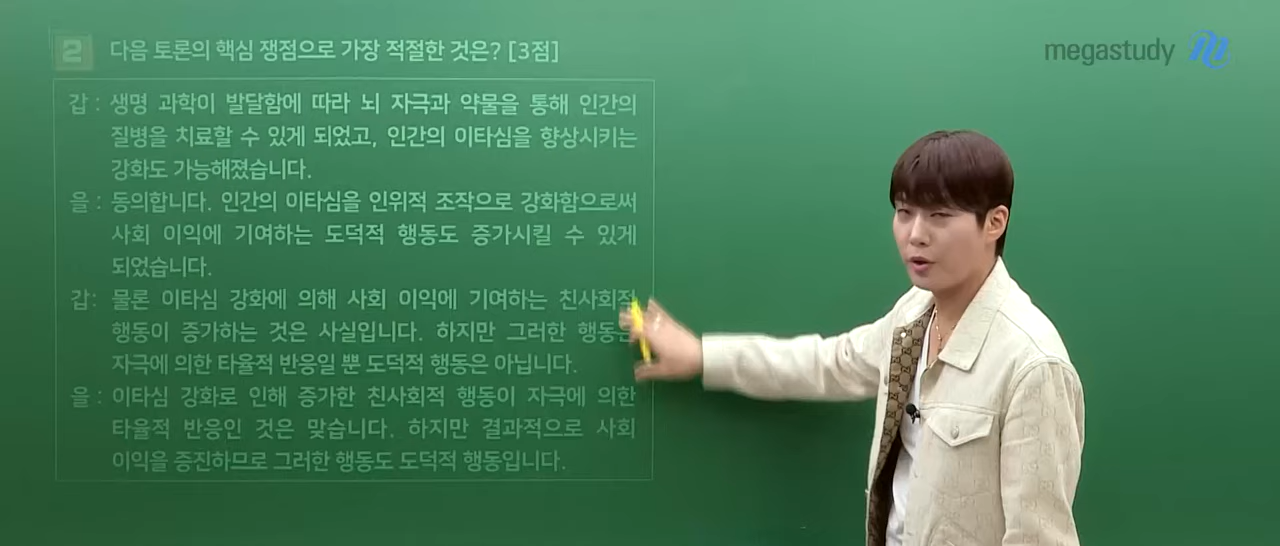 2 다음 토론의 핵심 쟁점으로 가장 적절한 것은? [3점]
megastudy
갑 : 생명 과학이 발달함에 따라 뇌 자극과 약물을 통해 인간의
질병을 치료할 수 있게 되었고, 인간의 이타심을 향상시키는
강화도 가능해졌습니다.
을 : 동의합니다. 인간의 이타심을 인위적 조작으로 강화함으로써
사회 이익에 기여하는 도덕적 행동도 증가시킬 수 있게
되었습니다.
갑: 물론 이타심 강화에 의해 사회 이익에 기여하는 친사회적
행동이 증가하는 것은 사실입니다. 하지만 그러한 행동은
자극에 의한 타율적 반응일 뿐 도덕적 행동은 아닙니다.
을 : 이타심 강화로 인해 증가한 친사회적 행동이 자극에 의한
타율적 반응인 것은 맞습니다. 하지만 결과적으로 사회
이익을 증진하므로 그러한 행동도 도덕적 행동입니다.